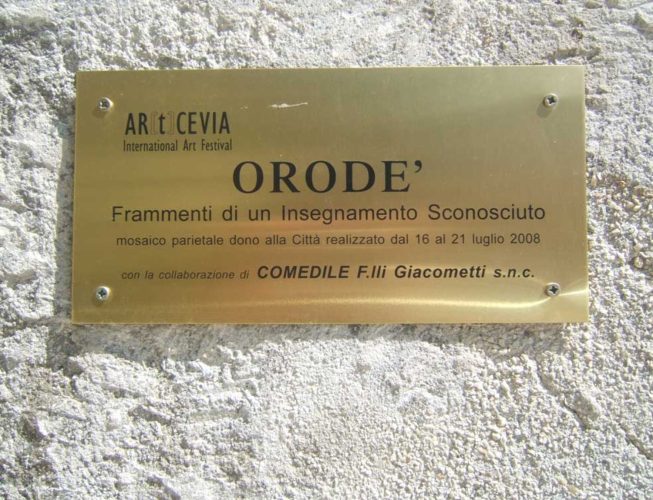 AR[t]CEVIA
International Art Festival
ORODE'
Frammenti di un Insegnamento Sconosciuto
mosaico parietale dono alla Città realizzato dal 16 al 21 luglio 2008
con la collaborazione di COMEDILE F.lli Giacometti s.n.c.